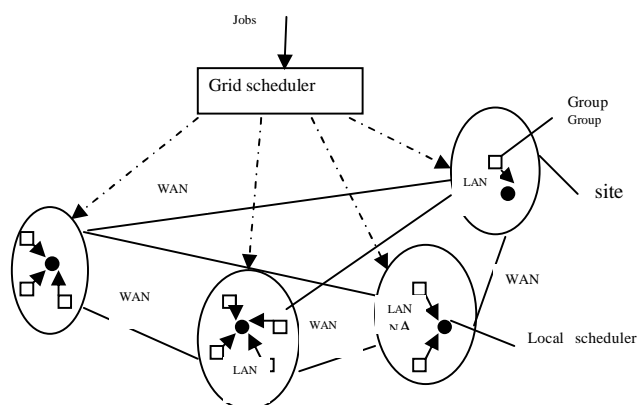 Jobs
Grid scheduler
Group
Group
WAN
LAN
site
WAN
WAN
WAN
LAN
LAN
Local scheduler